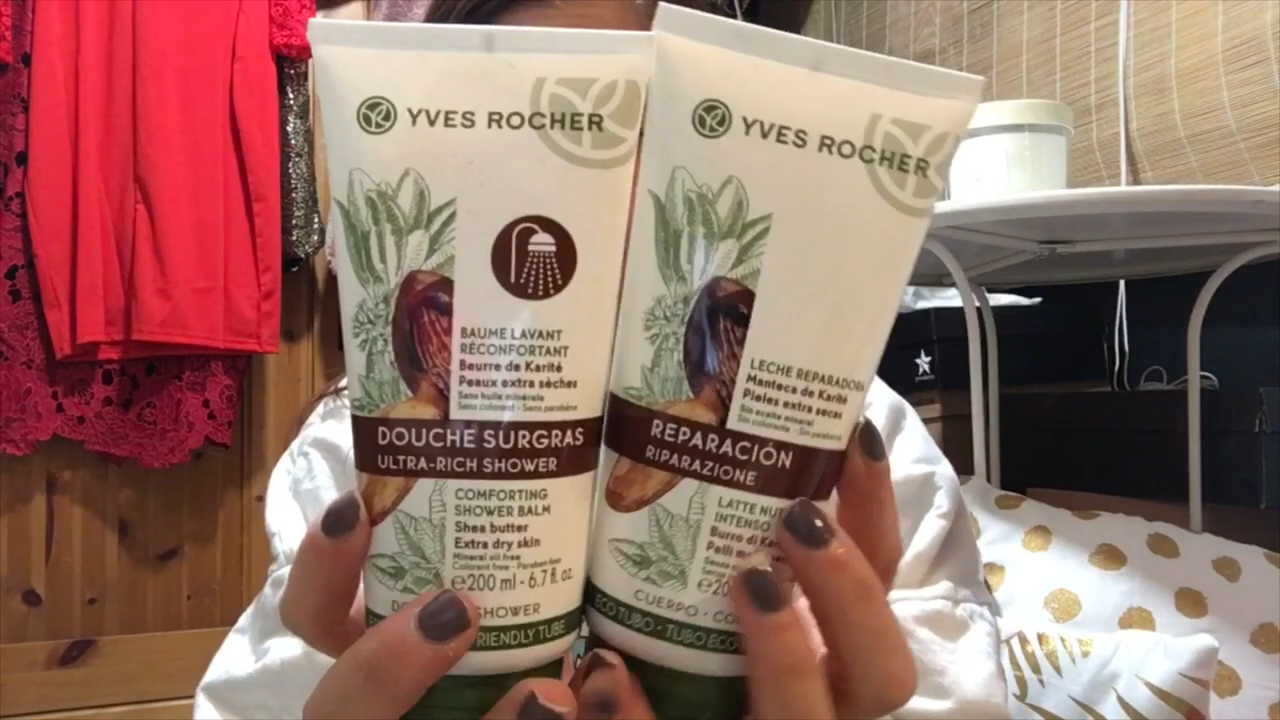 YVES ROCHER
BAUME LAVANT
RÉCONFORTANT
Beurre de Karité
Peaux extra sèches
Sans huile minérale
Sans colorant - Sans parabène
DOUCHE SURGRAS
ULTRA-RICH SHOWER
COMFORTING
SHOWER BALM
Shea butter
Extra dry skin
Mineral oil free
Colorant free - Paraben free
e200 ml - 6.7 fl. oz.
SHOWER
FRIENDLY TUBE
YVES ROCHER
LECHE REPARADORA
Manteca de Karité
Pieles extra secas
Sin aceite mineral
Sin colorante - Sin parabeno
REPARACIÓN
RIPARAZIONE
LATTE
INTENSO
Burro di
Pelli
CUERPO
ECO TUBO - TUBO ECO